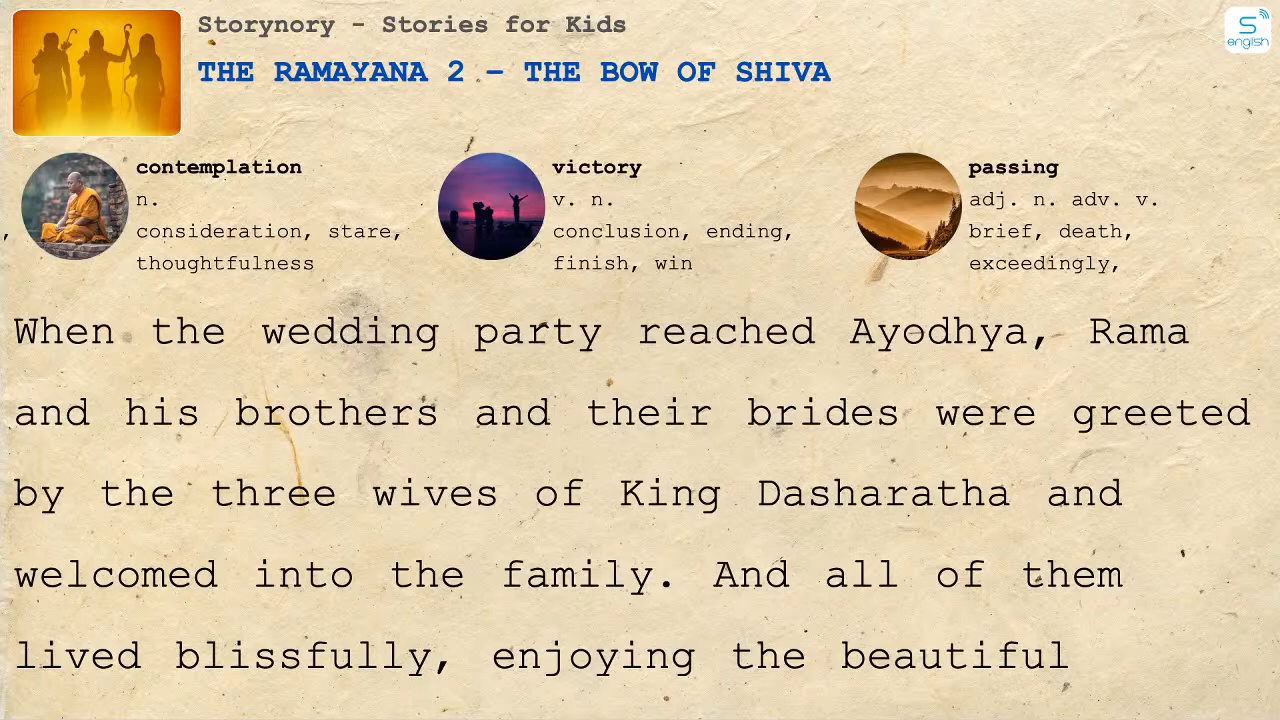 Storynory - Stories for Kids
THE RAMAYANA 2 – THE BOW OF SHIVA
S
english
contemplation
n.
consideration, stare,
thoughtfulness
victory
v. n.
conclusion, ending,
finish, win
passing
adj. n. adv. v.
brief, death,
exceedingly,
When the wedding party reached Ayodhya, Rama
and his brothers and their brides were greeted
by the three wives of King Dasharatha and
welcomed into the family. And all of them
lived blissfully, enjoying the beautiful